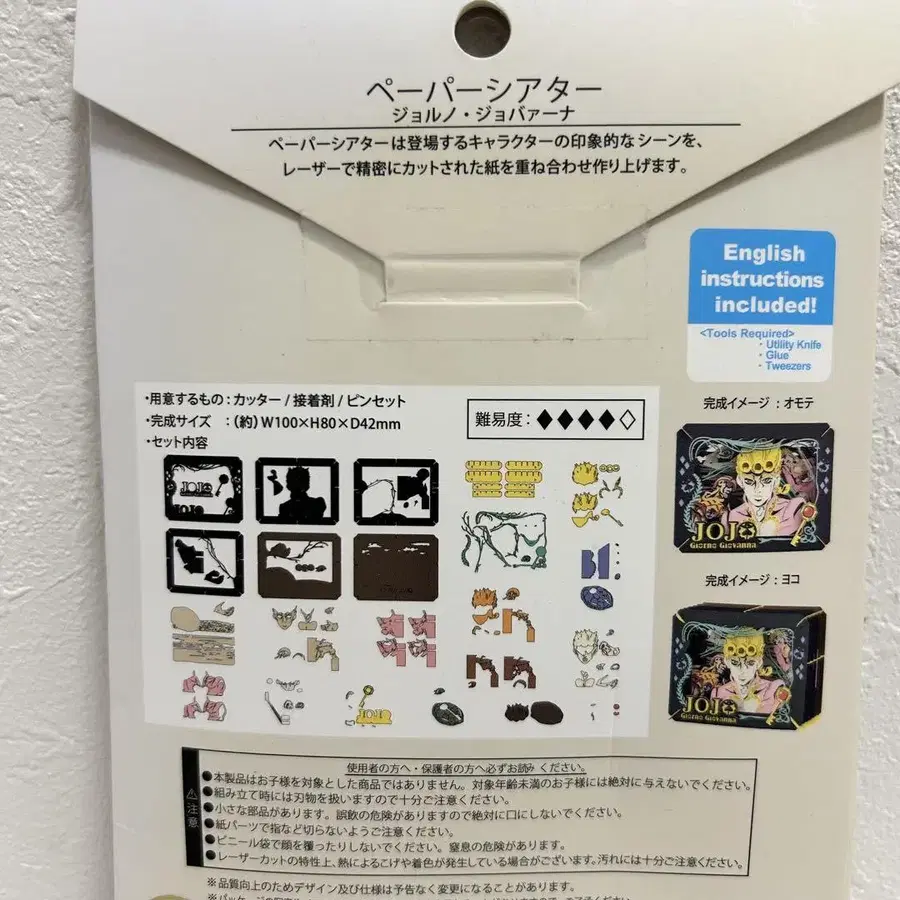 ペーパーシアター
ジョルノ・ジョバァーナ
ペーパーシアターは登場するキャラクターの印象的なシーンを、
レーザーで精密にカットされた紙を重ね合わせ作り上げます。
English
instructions
included!
<Tools Required>
・Utility Knife
・Glue
・Tweezers
・用意するもの：カッター / 接着剤 / ピンセット
・完成サイズ　：（約）W100×H80×D42mm
・セット内容
難易度：◆◆◆◆◇
完成イメージ ： オモテ
JOJO
Giorno Giovanna
完成イメージ ： ヨコ
JOJO
Giorno Giovanna
JOJO
JOJO
JOJO
⚠注意
使用者の方へ・保護者の方へ必ずお読みください。
●本製品はお子様を対象とした商品ではありません。対象年齢未満のお子様には絶対に与えないでください。
●組み立て時には刃物を扱いますので十分ご注意ください。
●小さな部品があります。誤飲の危険がありますので絶対に口にしないでください。
●紙パーツで指など切らないようご注意ください。
●ビニール袋で顔を覆ったりしないでください。窒息の危険があります。
●レーザーカットの特性上、熱によるこげや着色が発生している場合がございます。汚れには十分ご注意ください。
※品質向上のためデザイン及び仕様は予告なく変更になることがあります。